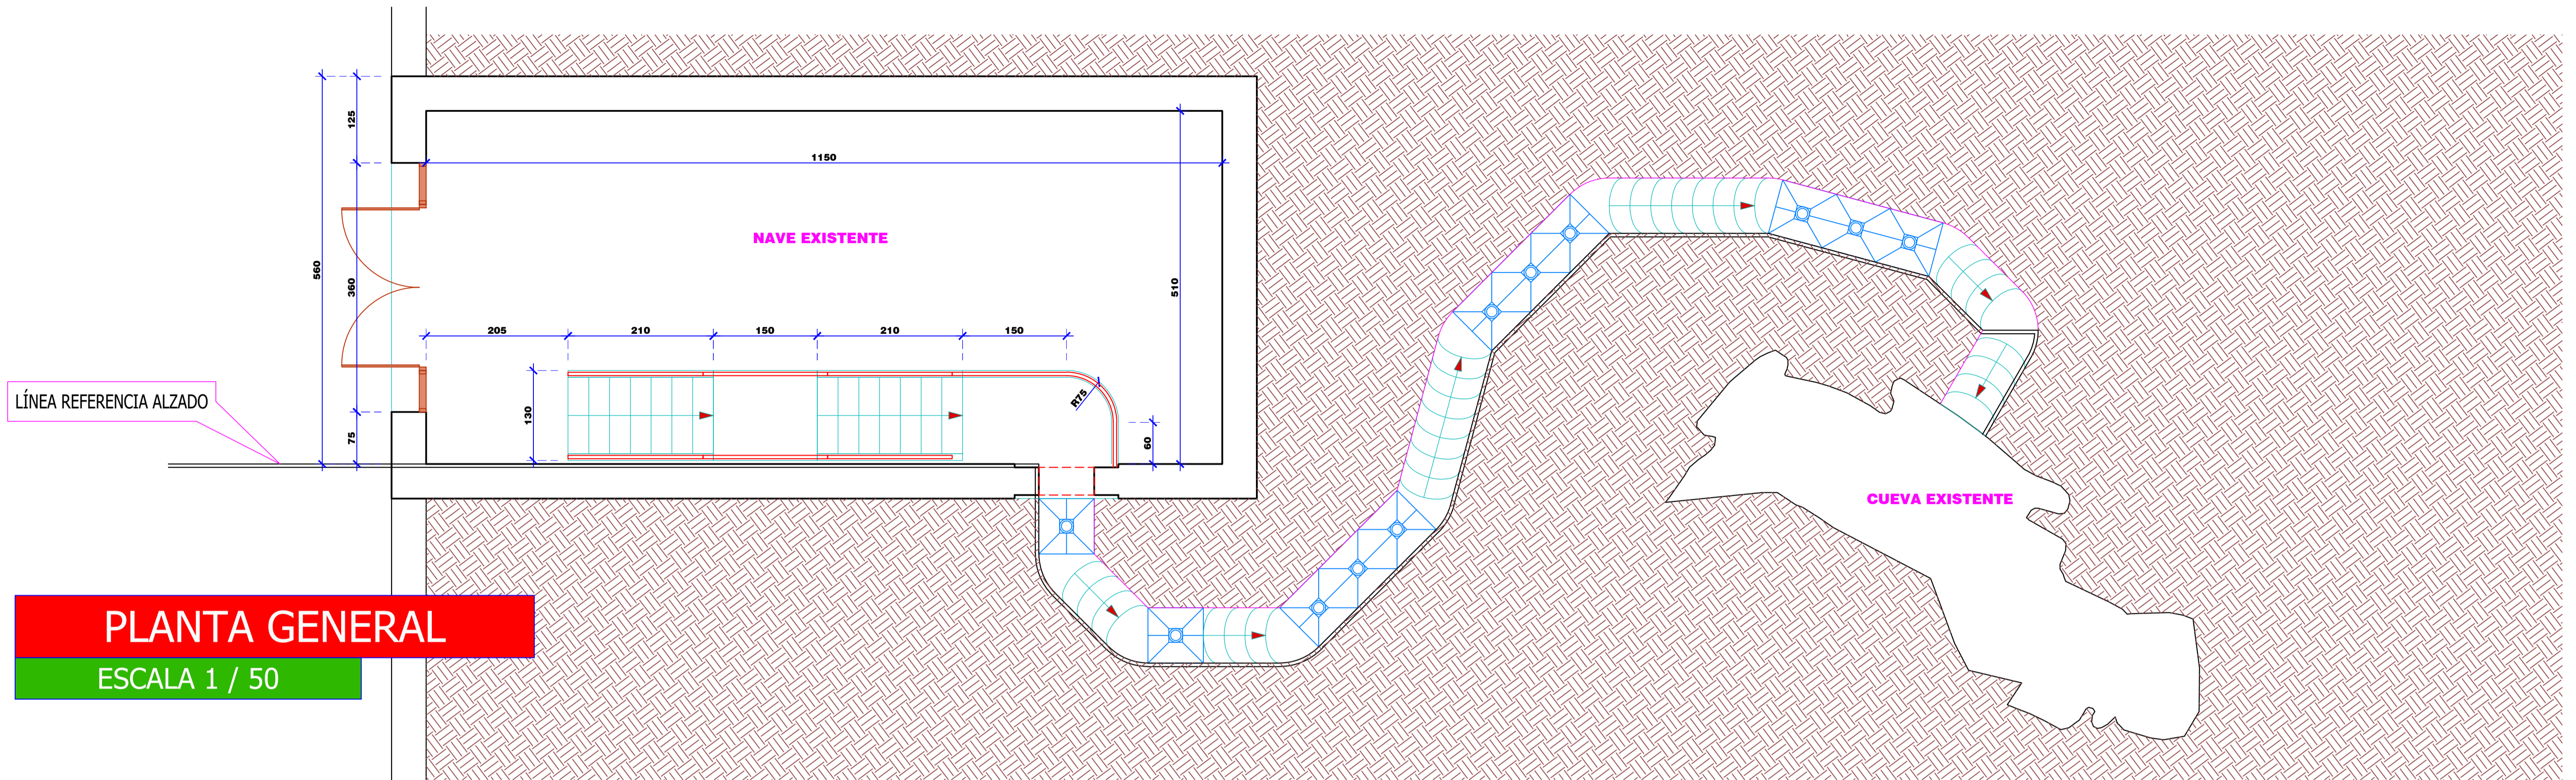 125
1150
NAVE EXISTENTE
560
360
510
205
210
150
210
150
LÍNEA REFERENCIA ALZADO
130
R75
75
60
CUEVA EXISTENTE
PLANTA GENERAL
ESCALA 1 / 50